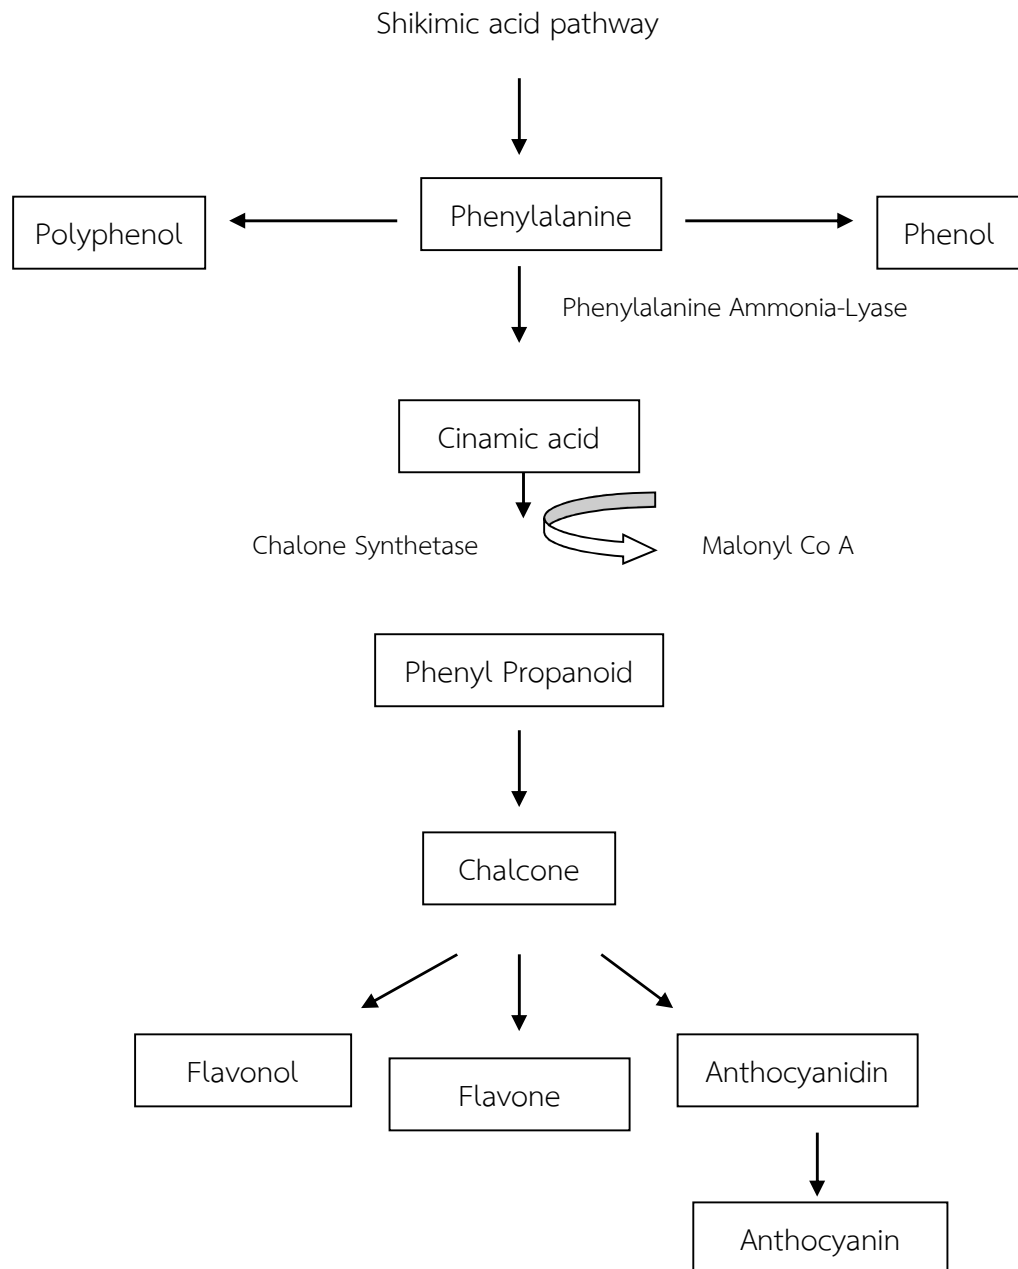 Shikimic acid pathway
Polyphenol
Phenylalanine
Phenol
Phenylalanine Ammonia-Lyase
Cinamic acid
Chalone Synthetase
Malonyl Co A
Phenyl Propanoid
Chalcone
Flavonol
Flavone
Anthocyanidin
Anthocyanin